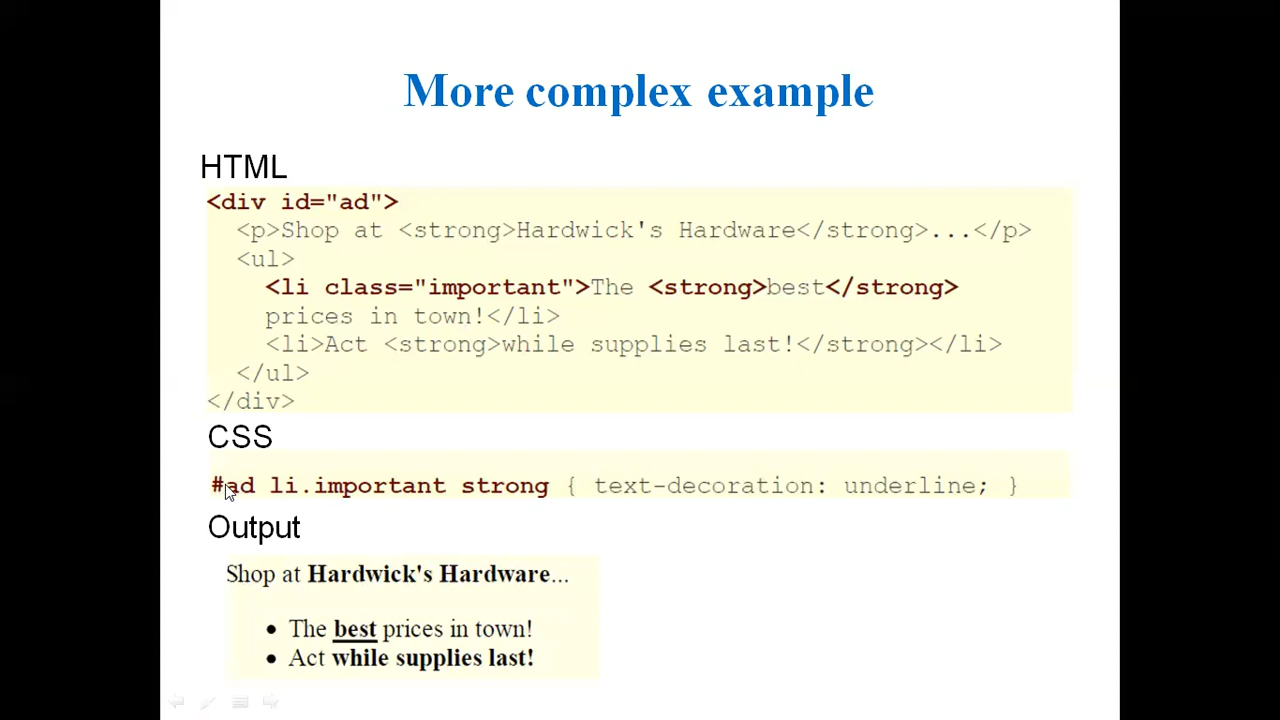 More complex example
HTML
<div id="ad">
<p>Shop at <strong>Hardwick's Hardware</strong>...</p>
<ul>
<li class="important">The <strong>best</strong>
prices in town!</li>
<li>Act <strong>while supplies last!</strong></li>
</ul>
</div>
CSS
#ad li.important strong { text-decoration: underline; }
Output
Shop at Hardwick's Hardware...
• The best prices in town!
• Act while supplies last!